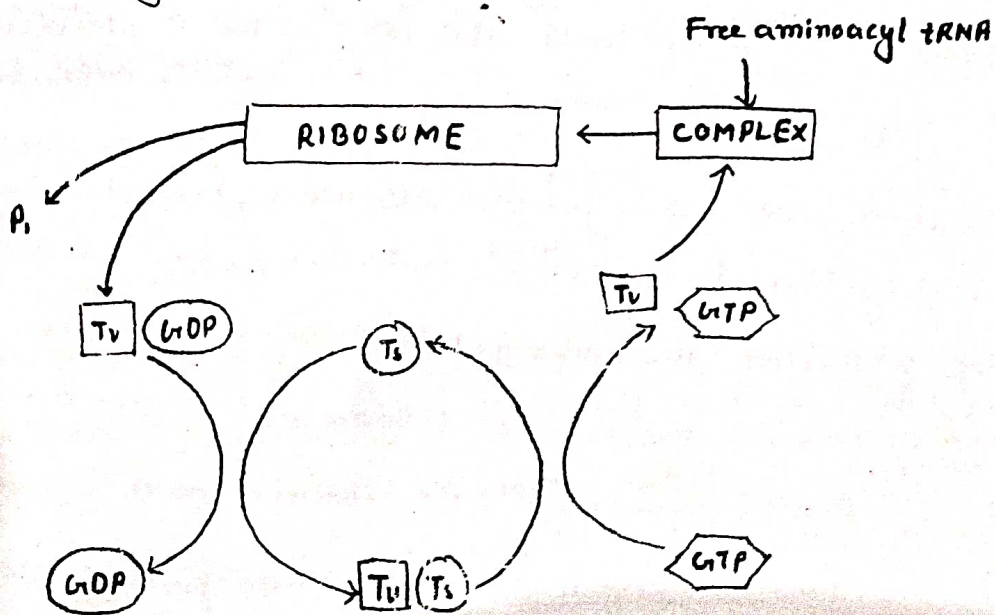 Free aminoacyl tRNA
RIBOSOME
COMPLEX
Pi
Tu
GTP
Tu
GDP
Ts
GDP
Tu
Ts
GTP